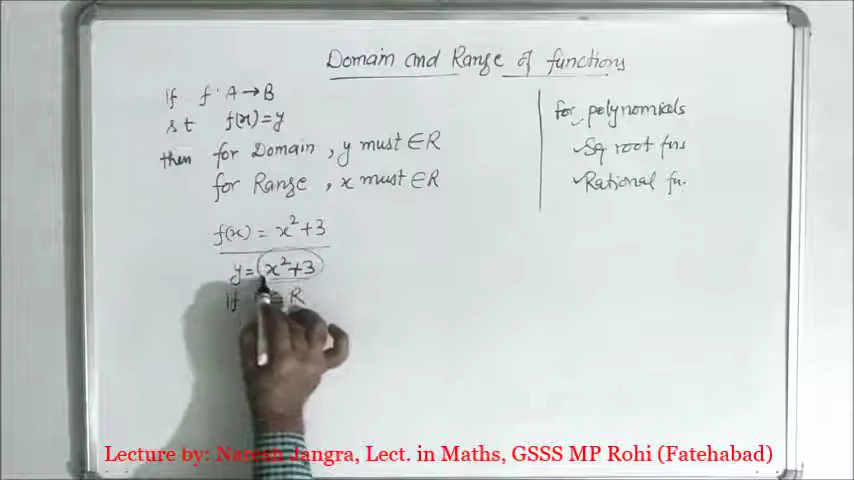 Domain and Range of functions
If f: A→B
s t f(x)=y
then for Domain, y must ∈R
for Range, x must ∈R
f(x) = x²+3
y = x²+3
If R
for polynomials
✓Sq root fns
✓Rational fn.
Lecture by: Naresh Jangra, Lect. in Maths, GSSS MP Rohi (Fatehabad)